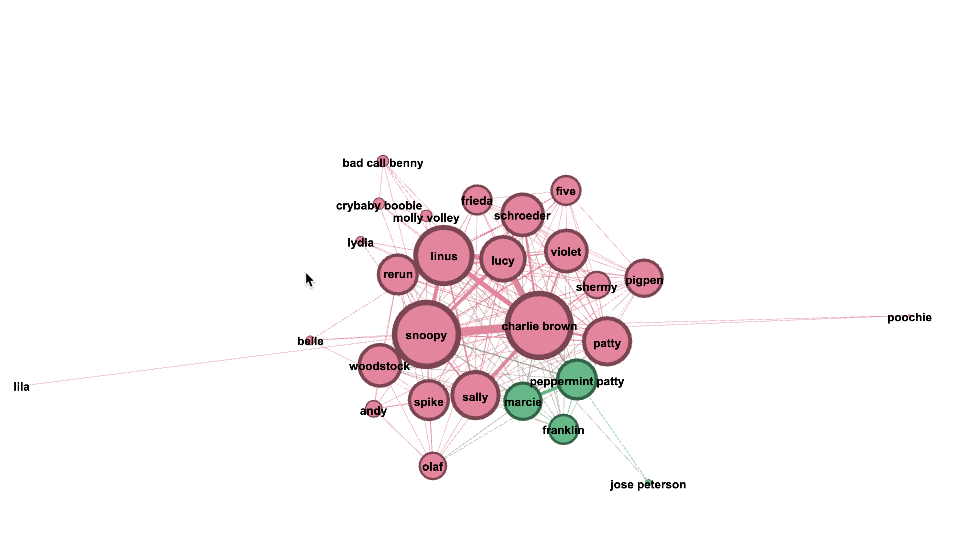 bad call benny
five
frieda
crybaby boobie
schroeder
molly volley
lydia
violet
linus
lucy
rerun
pigpen
shermy
poochie
charlie brown
snoopy
belle
patty
woodstock
peppermint patty
lila
sally
spike
marcie
andy
franklin
olaf
jose peterson